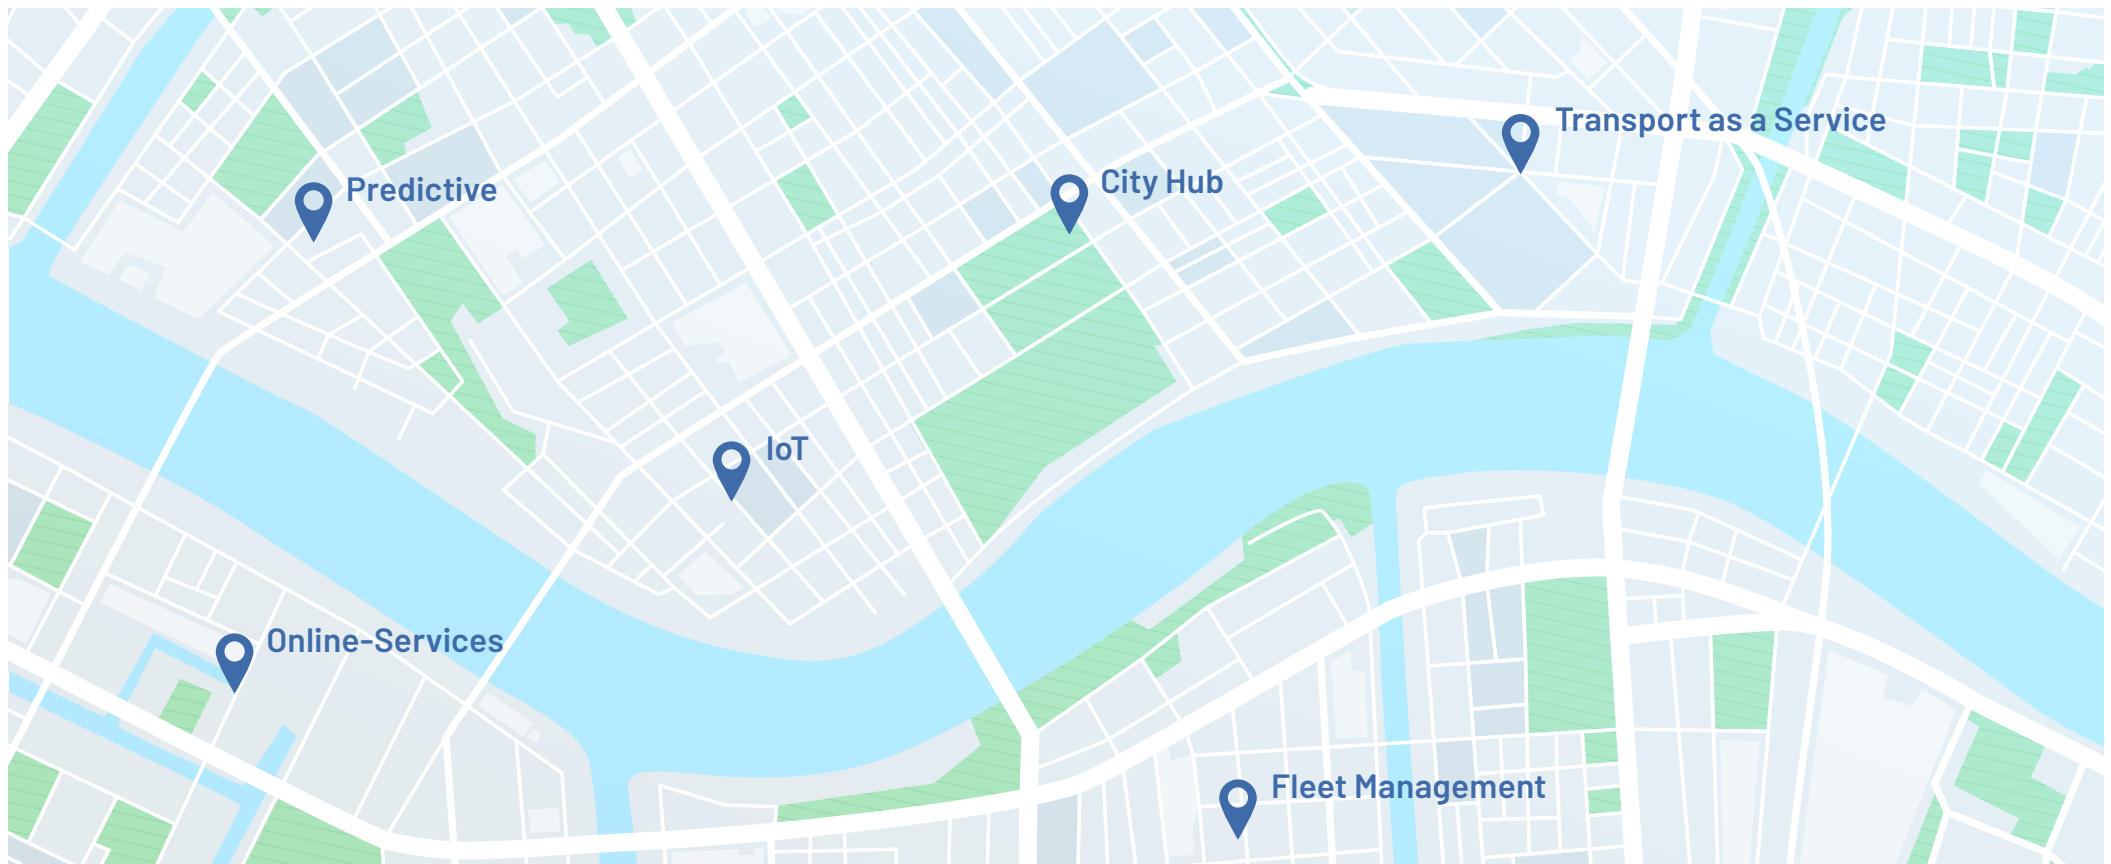 Transport as a Service
City Hub
Predictive
IoT
Online-Services
Fleet Management